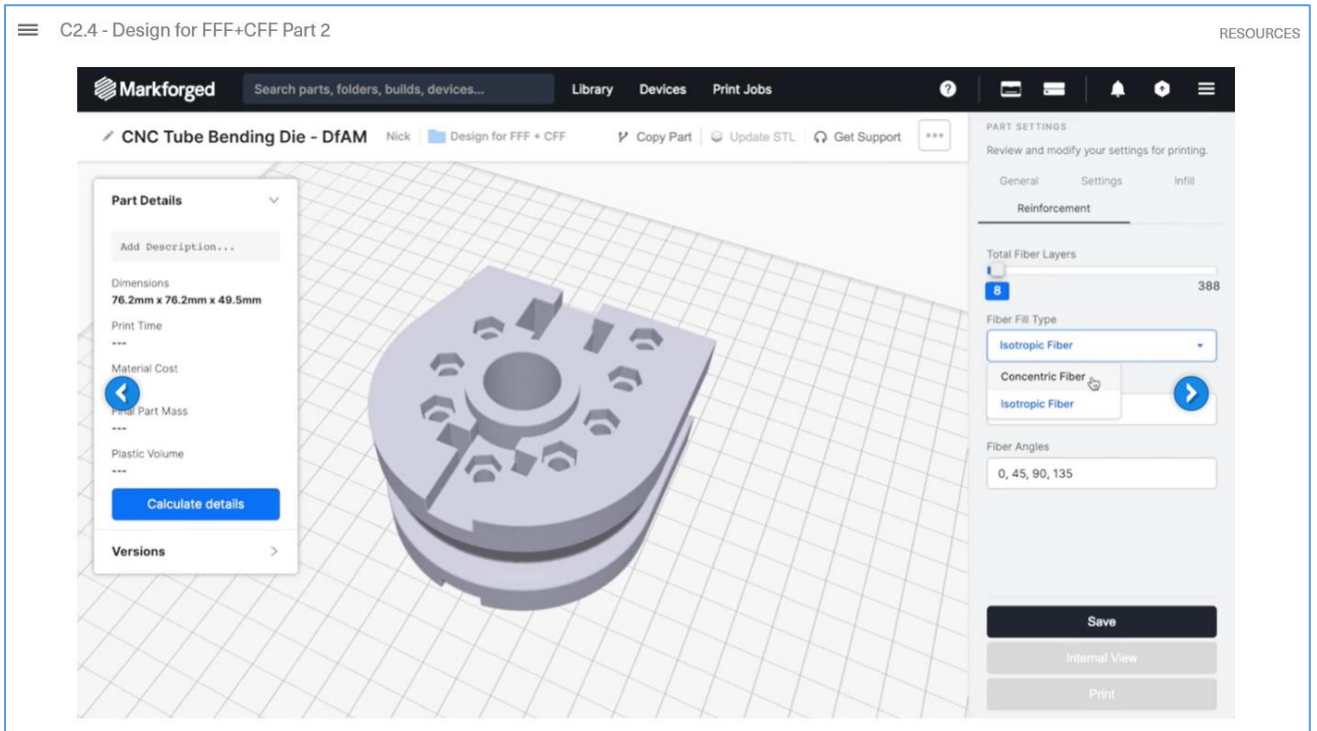 C2.4 - Design for FFF+CFF Part 2
RESOURCES
Markforged
Search parts, folders, builds, devices...
Library Devices Print Jobs
?
CNC Tube Bending Die - DfAM Nick Design for FFF + CFF Copy Part Update STL Get Support
Part Details
Add Description...
Dimensions
76.2mm x 76.2mm x 49.5mm
Print Time
---
Material Cost
Final Part Mass
---
Plastic Volume
---
Calculate details
Versions
PART SETTINGS
Review and modify your settings for printing.
General Settings Infill
Reinforcement
Total Fiber Layers
8 388
Fiber Fill Type
Isotropic Fiber
Concentric Fiber
Isotropic Fiber
Fiber Angles
0, 45, 90, 135
Save
Internal View
Print